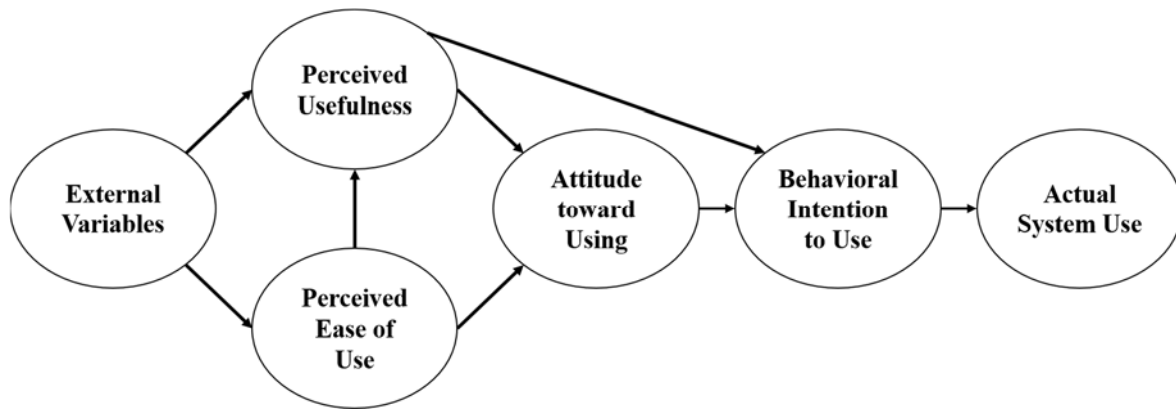 Perceived
Usefulness
External
Variables
Perceived
Ease of
Use
Attitude
toward
Using
Behavioral
Intention
to Use
Actual
System Use